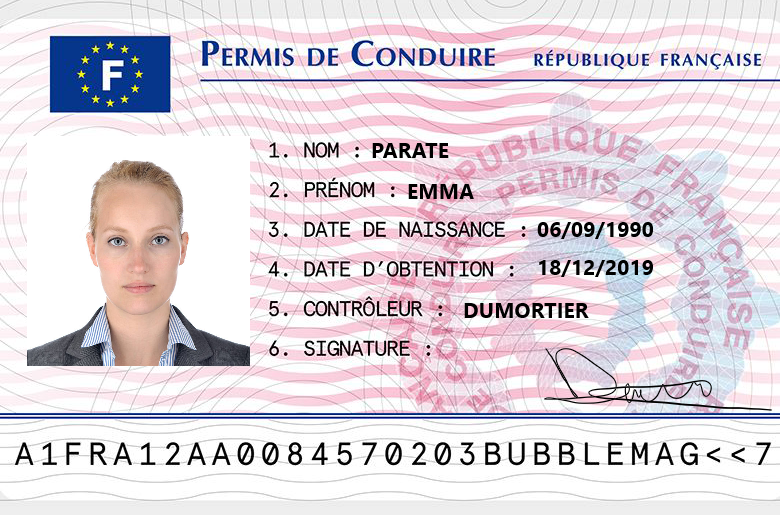 F
PERMIS DE CONDUIRE
RÉPUBLIQUE FRANÇAISE
1. NOM : PARATE
2. PRÉNOM : EMMA
3. DATE DE NAISSANCE : 06/09/1990
4. DATE D'OBTENTION : 18/12/2019
5. CONTRÔLEUR : DUMORTIER
6. SIGNATURE :
RÉPUBLIQUE FRANÇAISE
PERMIS DE CONDUIRE
A1FRA12AA0084570203BUBBLEMAG<<7